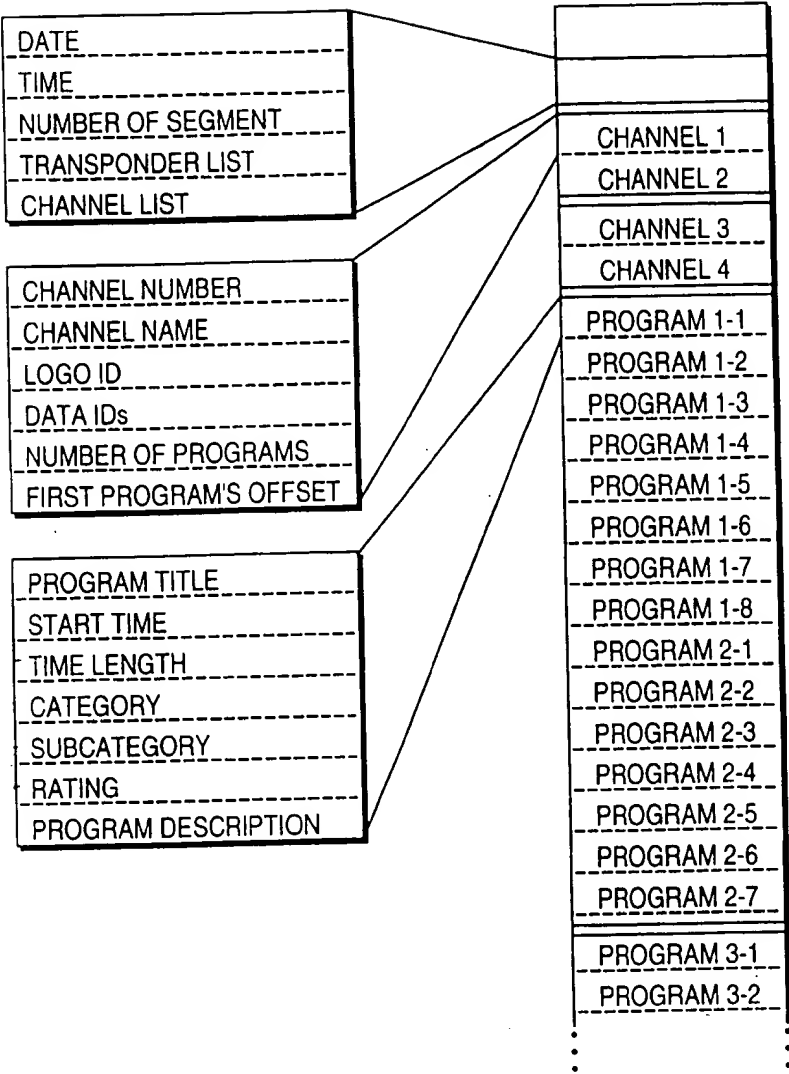 DATE
TIME
NUMBER OF SEGMENT
TRANSPONDER LIST
CHANNEL LIST
CHANNEL NUMBER
CHANNEL NAME
LOGO ID
DATA IDs
NUMBER OF PROGRAMS
FIRST PROGRAM'S OFFSET
PROGRAM TITLE
START TIME
TIME LENGTH
CATEGORY
SUBCATEGORY
RATING
PROGRAM DESCRIPTION
CHANNEL 1
CHANNEL 2
CHANNEL 3
CHANNEL 4
PROGRAM 1-1
PROGRAM 1-2
PROGRAM 1-3
PROGRAM 1-4
PROGRAM 1-5
PROGRAM 1-6
PROGRAM 1-7
PROGRAM 1-8
PROGRAM 2-1
PROGRAM 2-2
PROGRAM 2-3
PROGRAM 2-4
PROGRAM 2-5
PROGRAM 2-6
PROGRAM 2-7
PROGRAM 3-1
PROGRAM 3-2